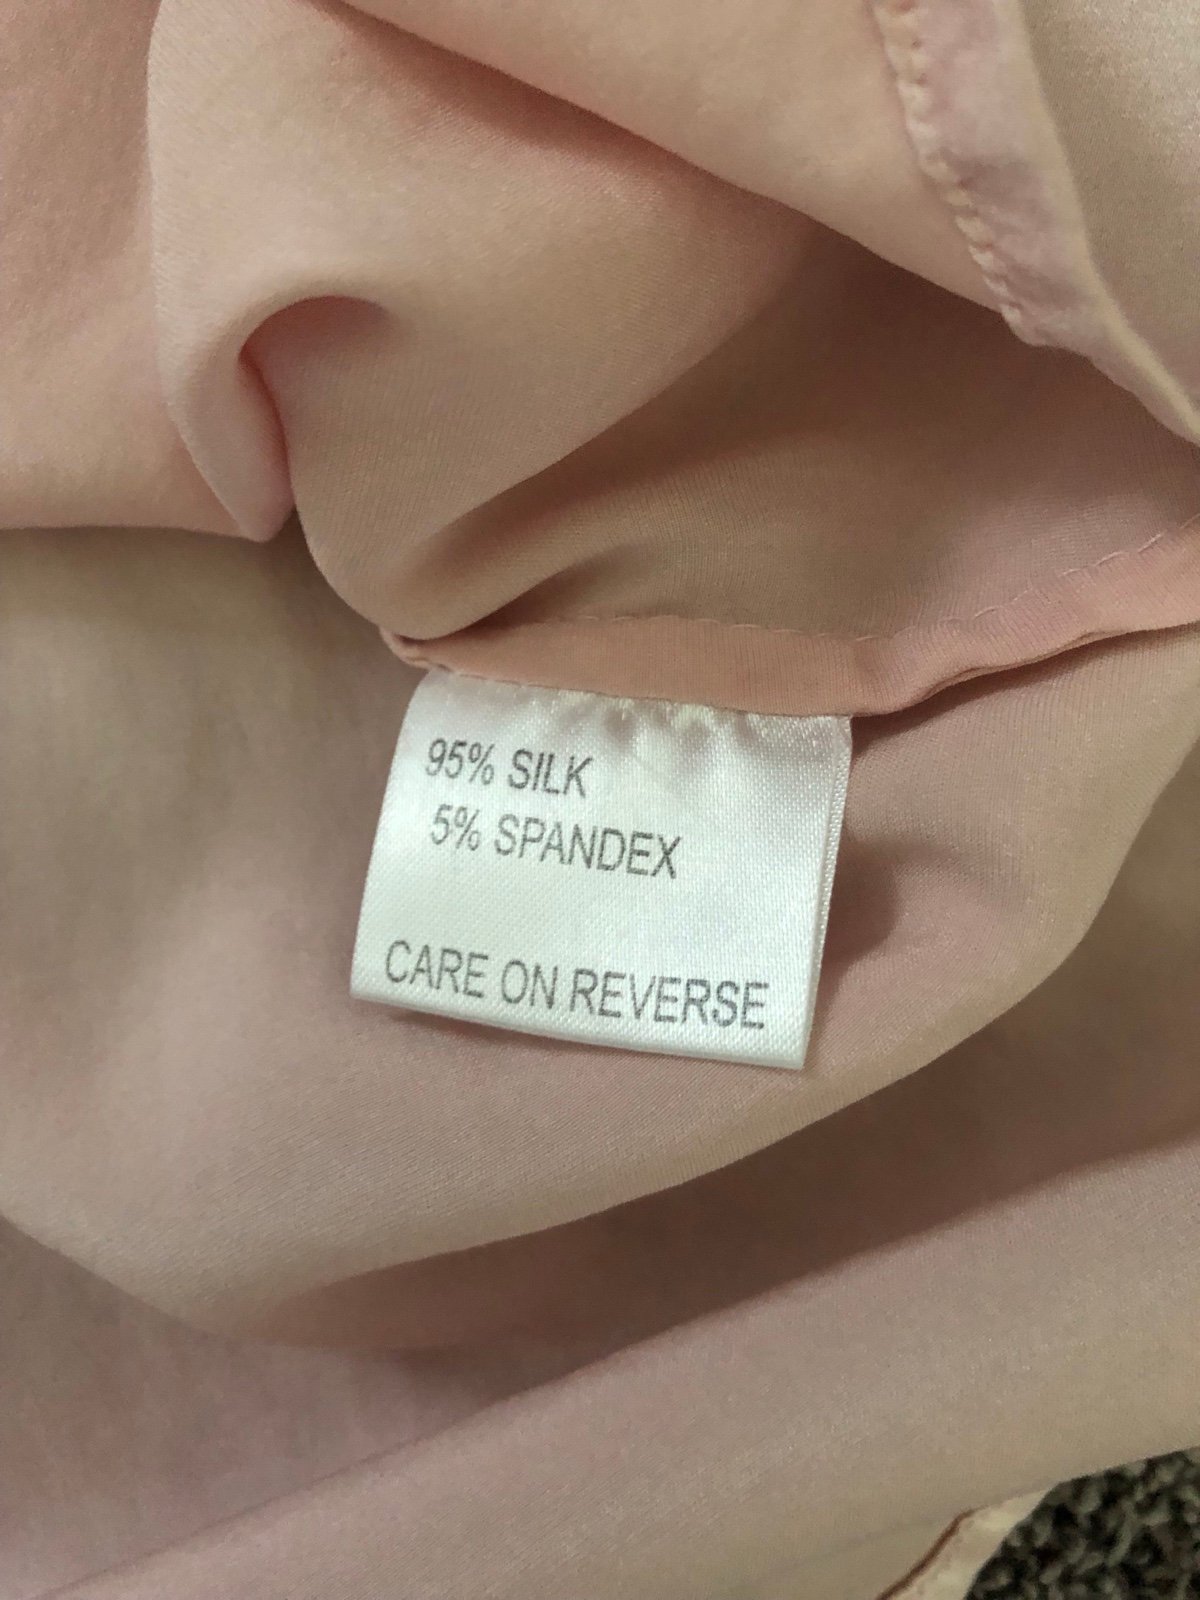 95% SILK
5% SPANDEX
CARE ON REVERSE